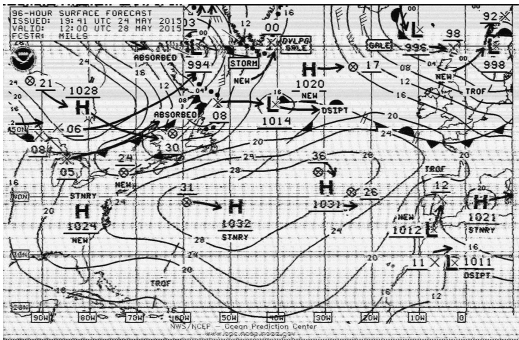 96-HOUR SURFACE FORECAST
ISSUED: 19:41 UTC 24 MAY 2015
VALID: 12:00 UTC 28 MAY 2015
FCSTR: MILLS
ABSORBED
994
STORM
NEW
00
DVLPG
GALE
GALE
996
98
92
998
NEW
TROF
21
H
1028
H
1020
NEW
17
06
08
ABSORBED
08
L
1014
DSIPT
05
24
NEW
30
36
STNRY
H
1024
NEW
31
H
1032
STNRY
H
1031
26
TROF
12
NEW
1012
L
H
1021
STNRY
11
L
1011
DSIPT
TROF
90W
80W
70W
60W
50W
40W
30W
20W
10W
0
NWS/NCEP - Ocean Prediction Center